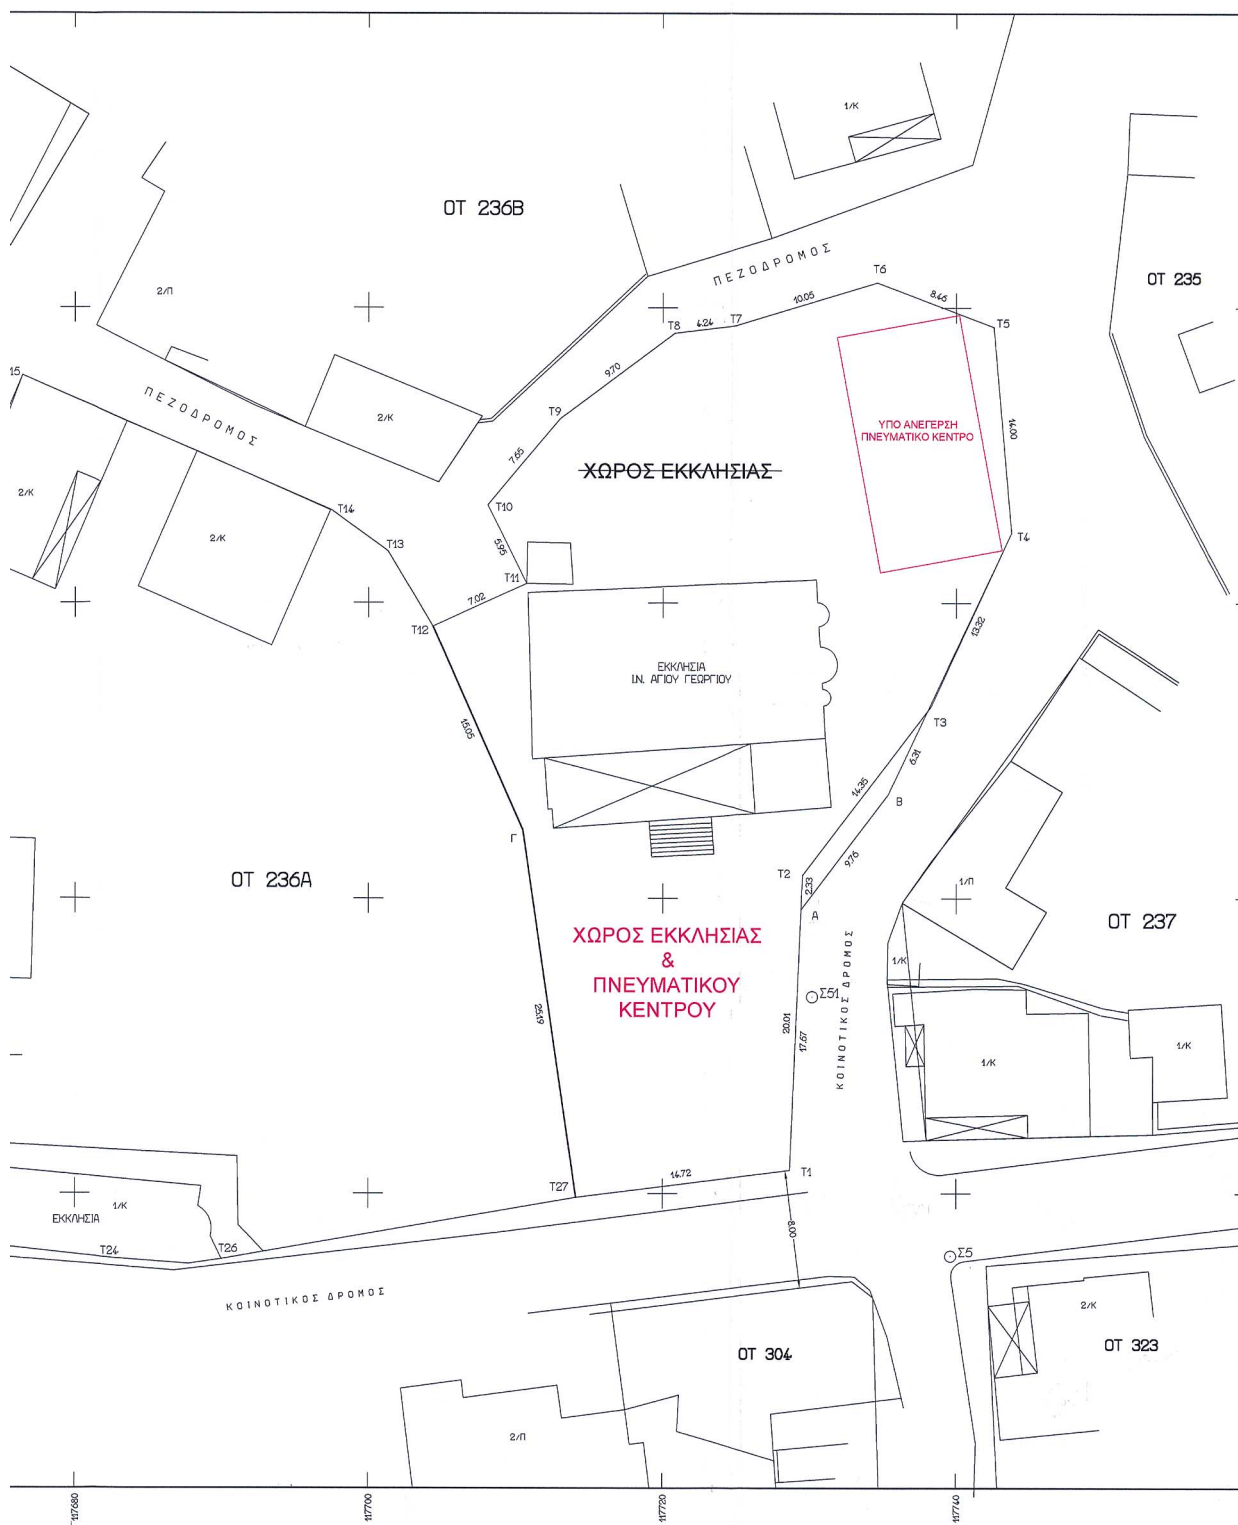 1/Κ
ΟΤ 236Β
ΠΕΖΟΔΡΟΜΟΣ
Τ6
ΟΤ 235
2/Π
8.46
10.05
Τ8
4.24
Τ7
Τ5
15
ΠΕΖΟΔΡΟΜΟΣ
9.70
2/Κ
Τ9
ΥΠΟ ΑΝΕΓΕΡΣΗ
ΠΝΕΥΜΑΤΙΚΟ ΚΕΝΤΡΟ
14.00
7.65
ΧΩΡΟΣ ΕΚΚΛΗΣΙΑΣ
2/Κ
Τ10
Τ14
2/Κ
Τ13
5.95
Τ4
Τ11
7.02
Τ12
13.32
ΕΚΚΛΗΣΙΑ
Ι.Ν. ΑΓΙΟΥ ΓΕΩΡΓΙΟΥ
15.05
Τ3
6.31
14.35
Β
Γ
9.76
ΟΤ 236Α
Τ2
2.33
1/Π
Α
ΟΤ 237
ΧΩΡΟΣ ΕΚΚΛΗΣΙΑΣ
&
ΠΝΕΥΜΑΤΙΚΟΥ
ΚΕΝΤΡΟΥ
ΚΟΙΝΟΤΙΚΟΣ ΔΡΟΜΟΣ
1/Κ
Σ51
25.19
20.01
17.67
1/Κ
1/Κ
14.72
Τ1
Τ27
1/Κ
ΕΚΚΛΗΣΙΑ
8.00
Τ24
Τ26
Σ5
ΚΟΙΝΟΤΙΚΟΣ ΔΡΟΜΟΣ
2/Κ
ΟΤ 304
ΟΤ 323
2/Π
117680
117700
117720
117740